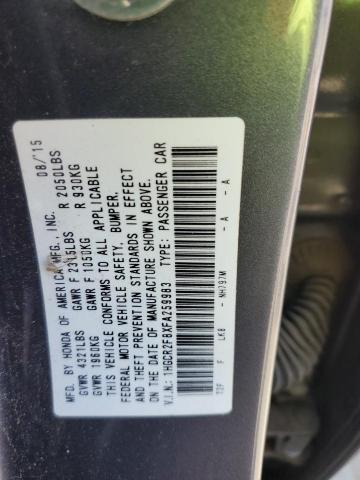 MFD. BY HONDA OF AMERICA MFG., INC. 08/'15
GVWR 4321LBS GAWR F 2315LBS R 2050LBS
GVWR 1960KG GAWR F 1050KG R 930KG
THIS VEHICLE CONFORMS TO ALL APPLICABLE
FEDERAL MOTOR VEHICLE SAFETY, BUMPER,
AND THEFT PREVENTION STANDARDS IN EFFECT
ON THE DATE OF MANUFACTURE SHOWN ABOVE.
V.I.N.: 1HGCR2F8XFA259983 TYPE: PASSENGER CAR
T2F F LK8 - NH797M - A - A